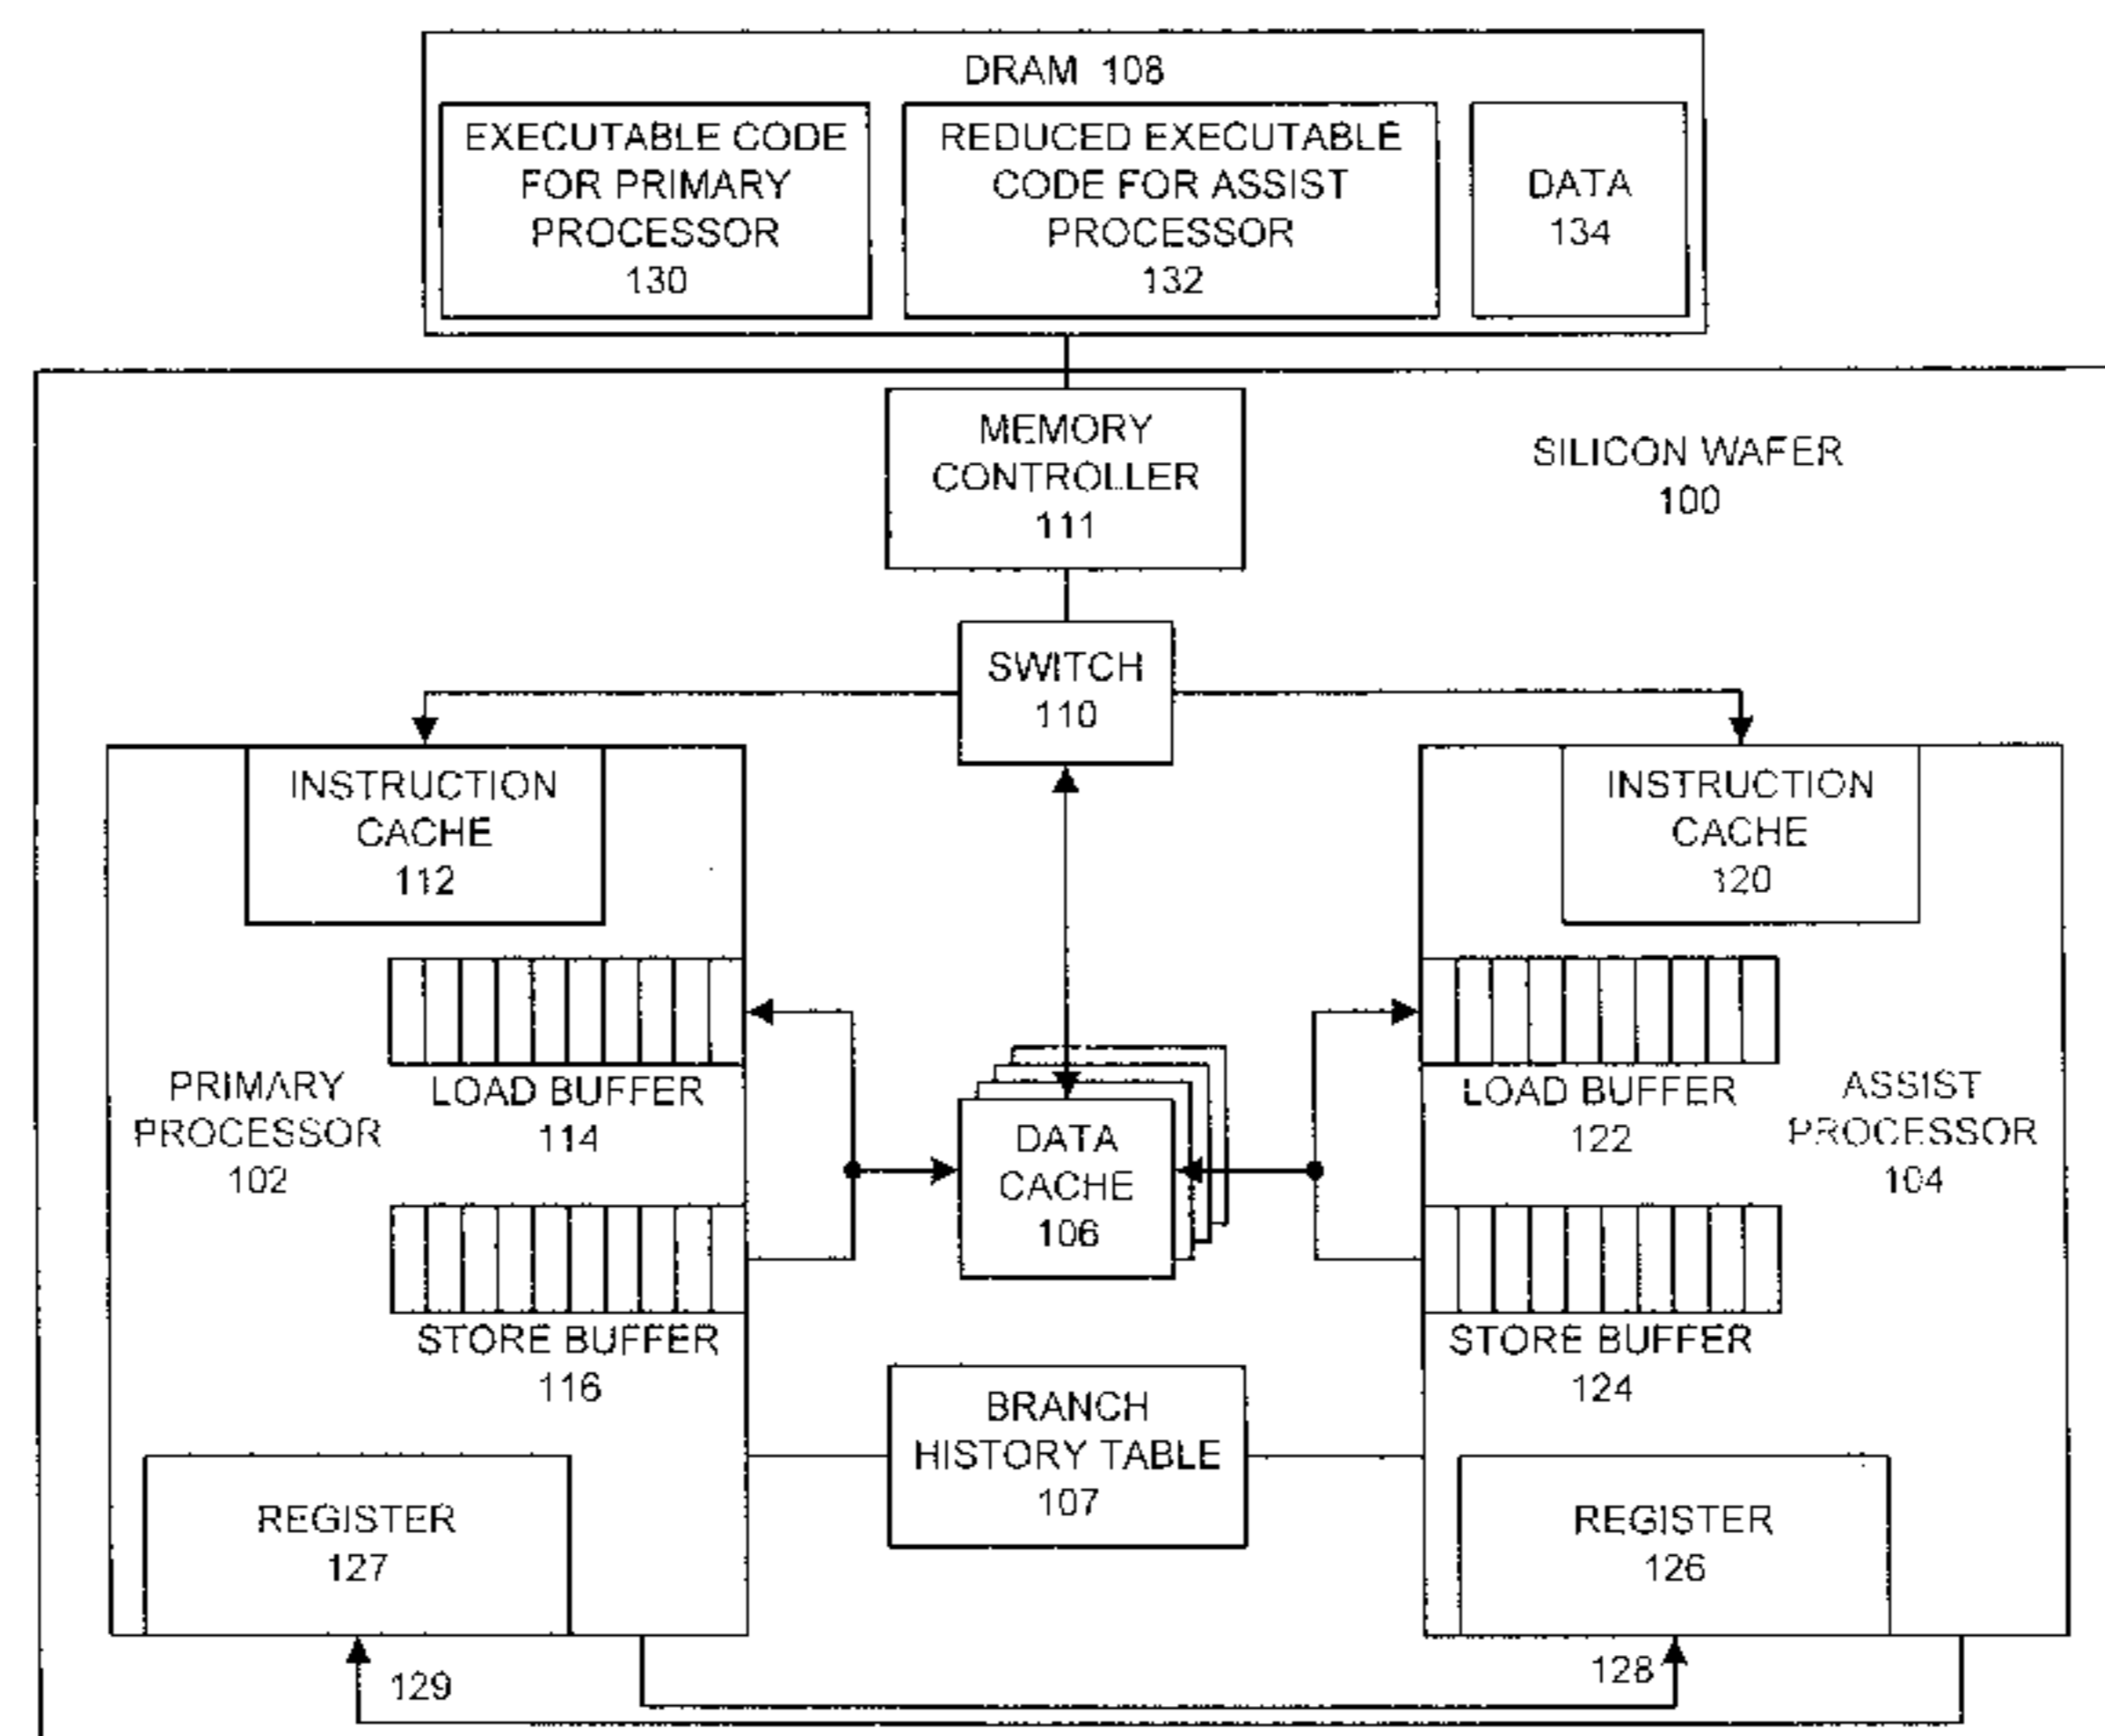 DRAM 108
EXECUTABLE CODE
FOR PRIMARY
PROCESSOR
130
REDUCED EXECUTABLE
CODE FOR ASSIST
PROCESSOR
132
DATA
134
MEMORY
CONTROLLER
111
SILICON WAFER
100
SWITCH
110
INSTRUCTION
CACHE
112
INSTRUCTION
CACHE
120
PRIMARY
PROCESSOR
102
LOAD BUFFER
114
STORE BUFFER
116
DATA
CACHE
106
LOAD BUFFER
122
STORE BUFFER
124
ASSIST
PROCESSOR
104
BRANCH
HISTORY TABLE
107
REGISTER
127
REGISTER
126
129
128